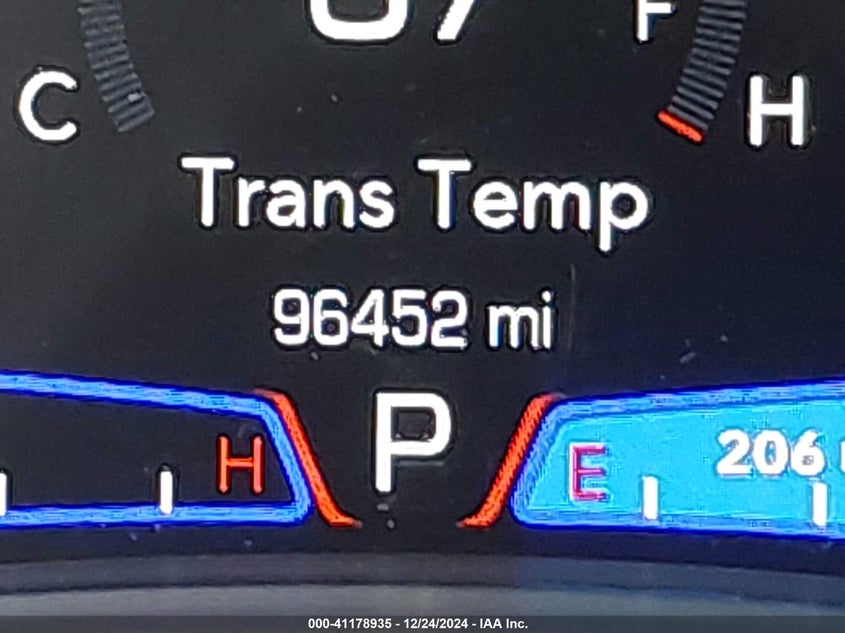 F
C
H
Trans Temp
96452 mi
P
H
E
206
000-41178935 - 12/24/2024 - IAA Inc.